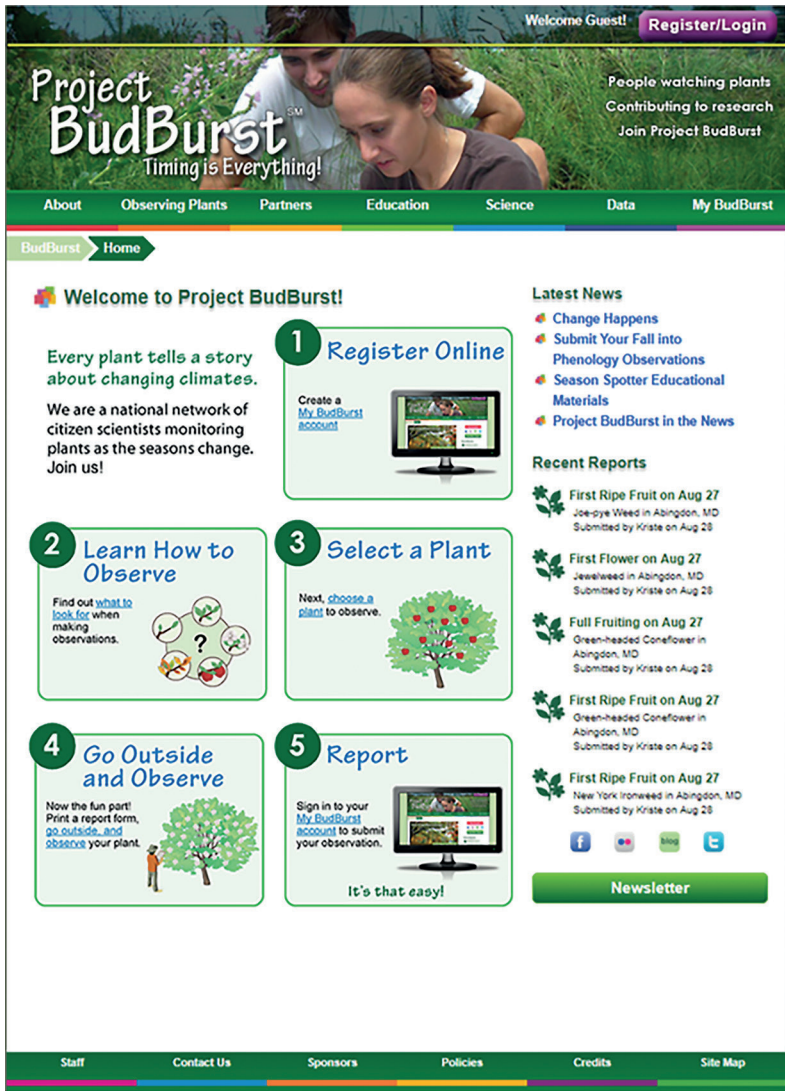 Welcome Guest!
Register/Login
Project
BudBurst
SM
Timing is Everything!
People watching plants
Contributing to research
Join Project BudBurst
About
Observing Plants
Partners
Education
Science
Data
My BudBurst
BudBurst
Home
Welcome to Project BudBurst!
Every plant tells a story
about changing climates.
We are a national network of
citizen scientists monitoring
plants as the seasons change.
Join us!
1
Register Online
Create a
My BudBurst
account
2
Learn How to
Observe
Find out what to
look for when
making
observations.
?
3
Select a Plant
Next, choose a
plant to observe.
4
Go Outside
and Observe
Now the fun part!
Print a report form,
go outside, and
observe your plant.
5
Report
Sign in to your
My BudBurst
account to submit
your observation.
It's that easy!
Latest News
Change Happens
Submit Your Fall into
Phenology Observations
Season Spotter Educational
Materials
Project BudBurst in the News
Recent Reports
First Ripe Fruit on Aug 27
Joe-pye Weed in Abingdon, MD
Submitted by Kriste on Aug 28
First Flower on Aug 27
Jewelweed in Abingdon, MD
Submitted by Kriste on Aug 28
Full Fruiting on Aug 27
Green-headed Coneflower in
Abingdon, MD
Submitted by Kriste on Aug 28
First Ripe Fruit on Aug 27
Green-headed Coneflower in
Abingdon, MD
Submitted by Kriste on Aug 28
First Ripe Fruit on Aug 27
New York Ironweed in Abingdon, MD
Submitted by Kriste on Aug 28
f
blog
t
Newsletter
Staff
Contact Us
Sponsors
Policies
Credits
Site Map